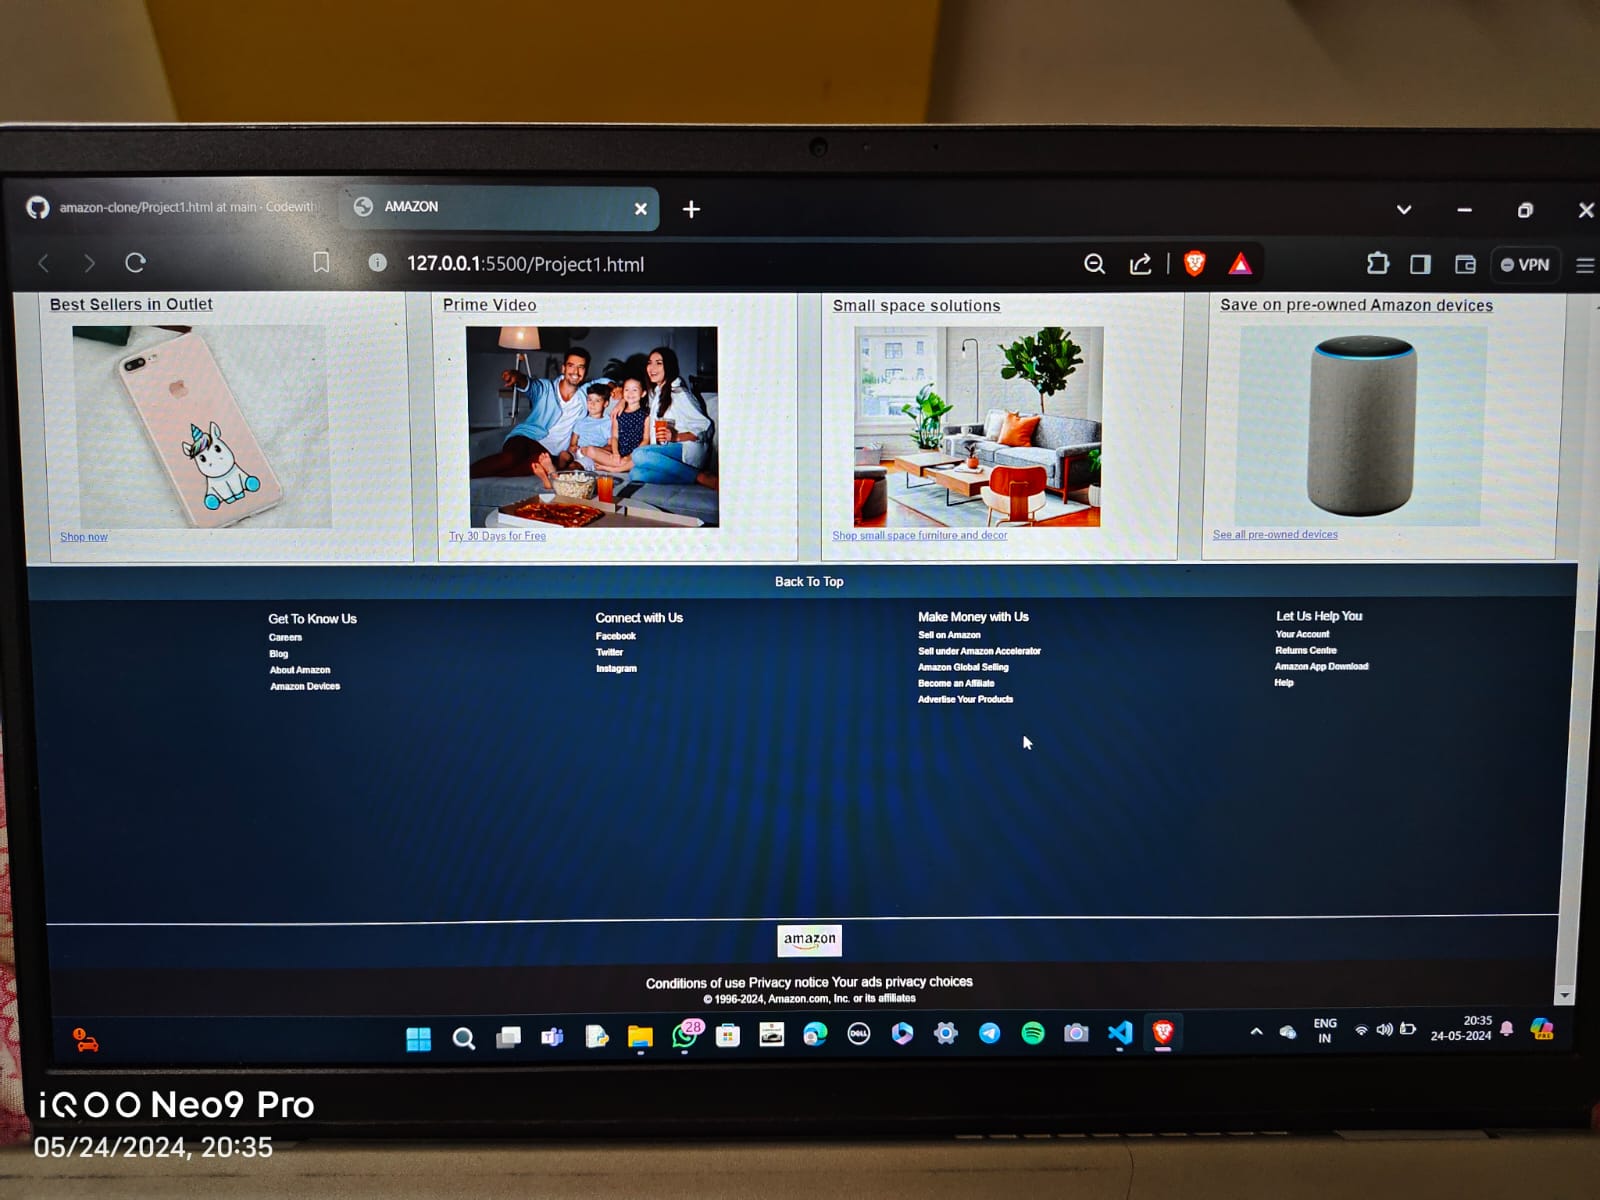 amazon-clone/Project1.html at main · Codewith
AMAZON
127.0.0.1:5500/Project1.html
VPN
Best Sellers in Outlet
Prime Video
Small space solutions
Save on pre-owned Amazon devices
Shop now
Try 30 Days for Free
Shop small space furniture and decor
See all pre-owned devices
Back To Top
Get To Know Us
Careers
Blog
About Amazon
Amazon Devices
Connect with Us
Facebook
Twitter
Instagram
Make Money with Us
Sell on Amazon
Sell under Amazon Accelerator
Amazon Global Selling
Become an Affiliate
Advertise Your Products
Let Us Help You
Your Account
Returns Centre
Amazon App Download
Help
amazon
Conditions of use Privacy notice Your ads privacy choices
© 1996-2024, Amazon.com, Inc. or its affiliates
28
DELL
ENG
IN
20:35
24-05-2024
PRE
iQOO Neo9 Pro
05/24/2024, 20:35